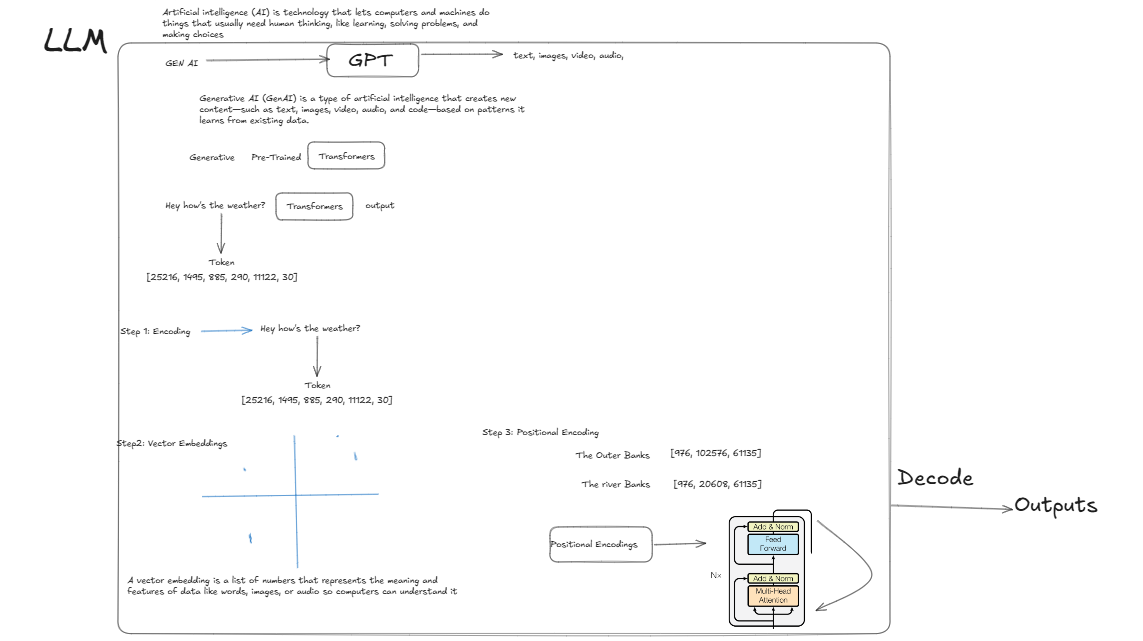 Artificial intelligence (AI) is technology that lets computers and machines do
things that usually need human thinking, like learning, solving problems, and
making choices
LLM
GEN AI
GPT
text, images, video, audio,
Generative AI (GenAI) is a type of artificial intelligence that creates new
content—such as text, images, video, audio, and code—based on patterns it
learns from existing data.
Generative Pre-Trained Transformers
Hey how's the weather? Transformers output
Token
[25216, 1495, 885, 290, 11122, 30]
Step 1: Encoding Hey how's the weather?
Token
[25216, 1495, 885, 290, 11122, 30]
Step2: Vector Embeddings
A vector embedding is a list of numbers that represents the meaning and
features of data like words, images, or audio so computers can understand it
Step 3: Positional Encoding
The Outer Banks [976, 102576, 61135]
The river Banks [976, 20608, 61135]
Positional Encodings
Add & Norm
Feed
Forward
Nx
Add & Norm
Multi-Head
Attention
Decode
Outputs